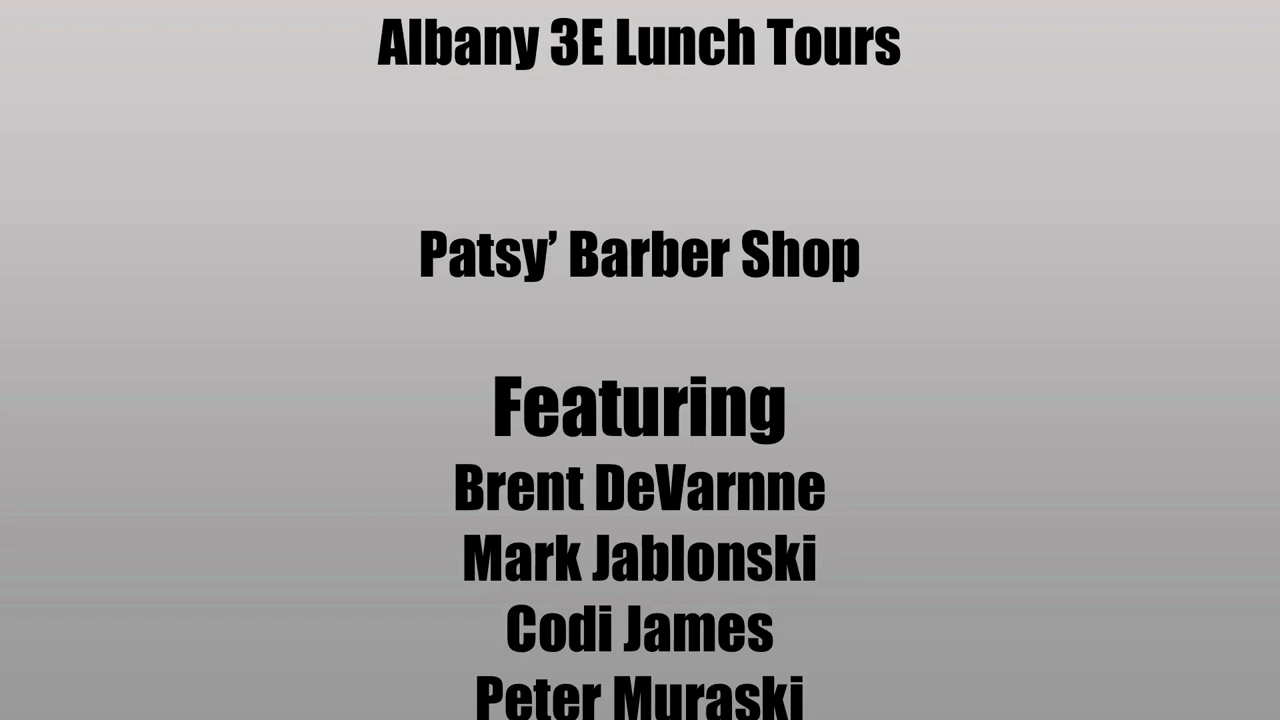 Albany 3E Lunch Tours
Patsy’ Barber Shop
Featuring
Brent DeVarnne
Mark Jablonski
Codi James
Peter Muraski